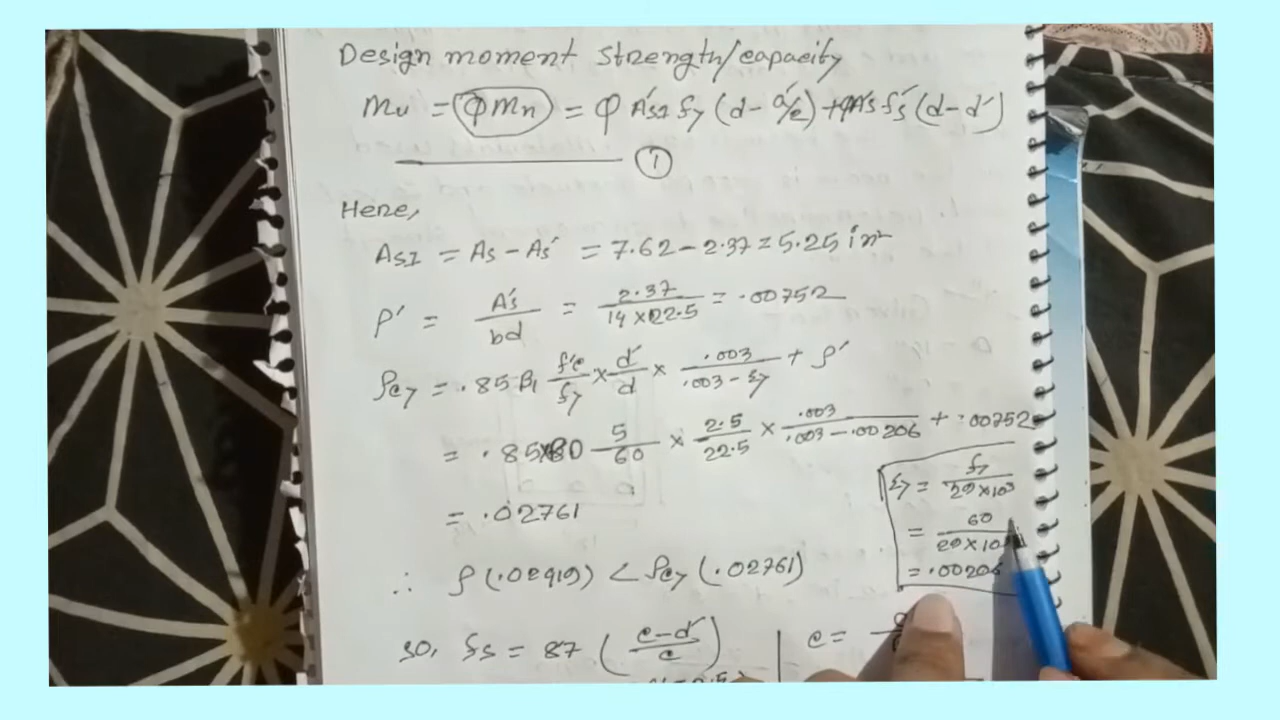 Design moment strength/capacity
Mu = φMn = φ As1 fy (d - a/2) + φA's f's (d - d')
1
Here,
As1 = As - A's = 7.62 - 2.37 = 5.25 in²
ρ' = A's / bd = 2.37 / 14 × 22.5 = .00752
ρcy = .85 β1 f'c / fy × d' / d × .003 / .003 - εy + ρ'
= .85 × 80 5 / 60 × 2.5 / 22.5 × .003 / .003 - .00206 + .00752
εy = fy / 29 × 10³
= .02761
= 60 / 29 × 10
= .00206
∴ ρ (.02419) < ρcy (.02761)
so, fs = 87 ( c - d' / c )
c =